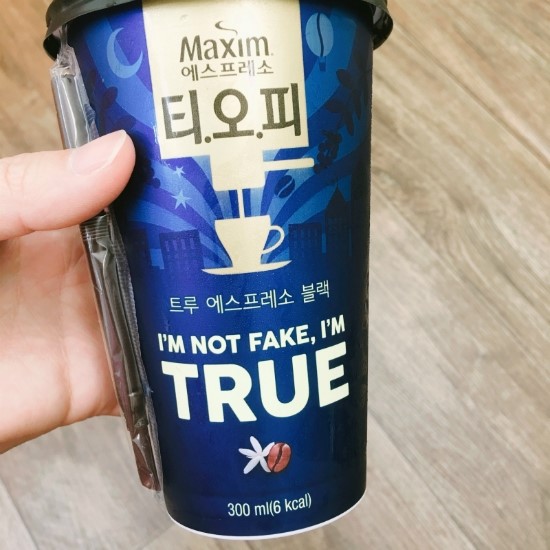 Maxim.
에스프레소
티.오.피
트루 에스프레소 블랙
I'M NOT FAKE, I'M
TRUE
300 ml(6 kcal)